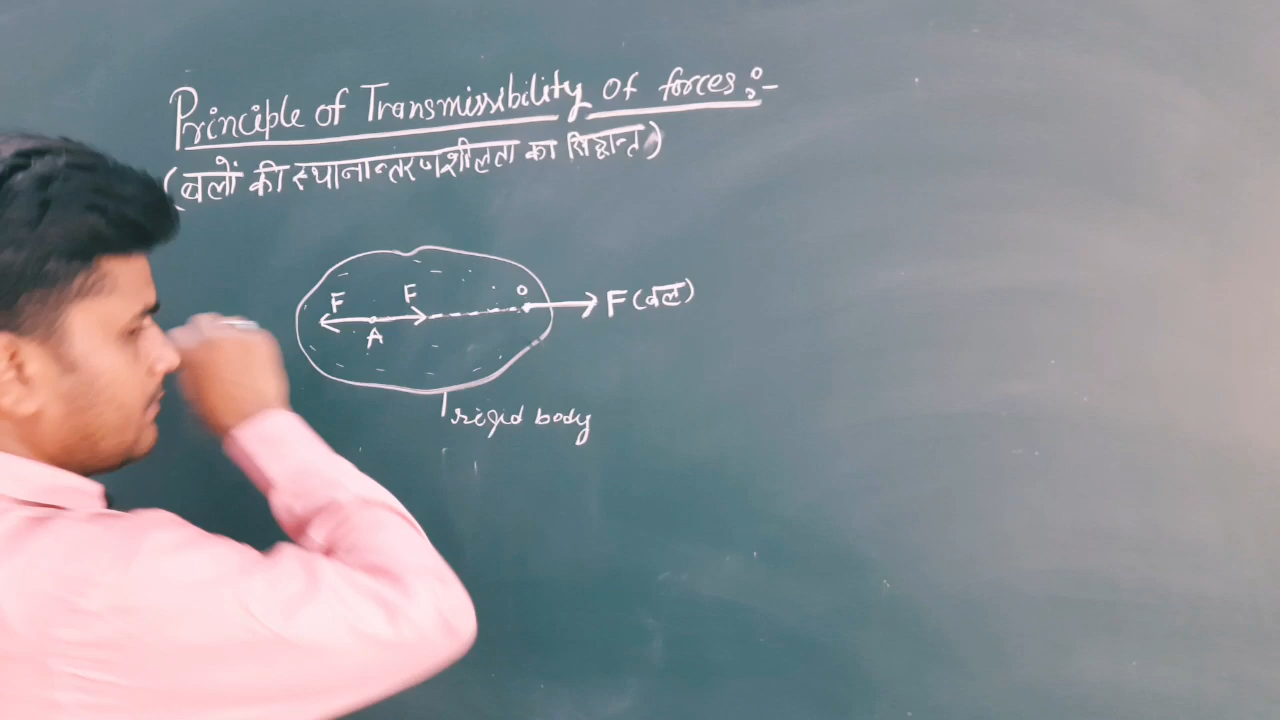 Principle of Transmissibility of forces :-
(बलों की स्थानान्तरणशीलता का सिद्धान्त)
F F O F (बल)
A
rigid body